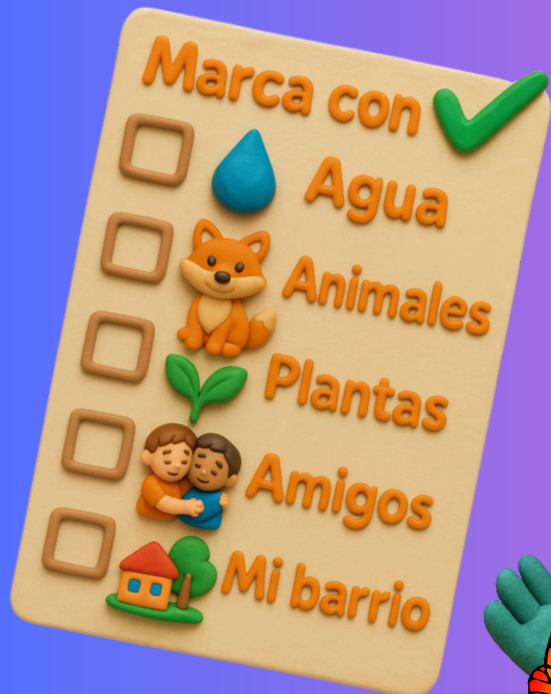 Marca con
Agua
Animales
Plantas
Amigos
Mi barrio